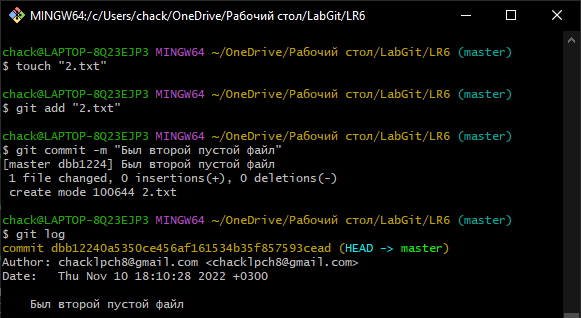 MINGW64:/c/Users/chack/OneDrive/Рабочий стол/LabGit/LR6
chack@LAPTOP-8Q23EJP3 MINGW64 ~/OneDrive/Рабочий стол/LabGit/LR6 (master)
$ touch "2.txt"
chack@LAPTOP-8Q23EJP3 MINGW64 ~/OneDrive/Рабочий стол/LabGit/LR6 (master)
$ git add "2.txt"
chack@LAPTOP-8Q23EJP3 MINGW64 ~/OneDrive/Рабочий стол/LabGit/LR6 (master)
$ git commit -m "Был второй пустой файл"
[master dbb1224] Был второй пустой файл
 1 file changed, 0 insertions(+), 0 deletions(-)
 create mode 100644 2.txt
chack@LAPTOP-8Q23EJP3 MINGW64 ~/OneDrive/Рабочий стол/LabGit/LR6 (master)
$ git log
commit dbb12240a5350ce456af161534b35f857593cead (HEAD -> master)
Author: chacklpch8@gmail.com <chacklpch8@gmail.com>
Date:   Thu Nov 10 18:10:28 2022 +0300
    Был второй пустой файл